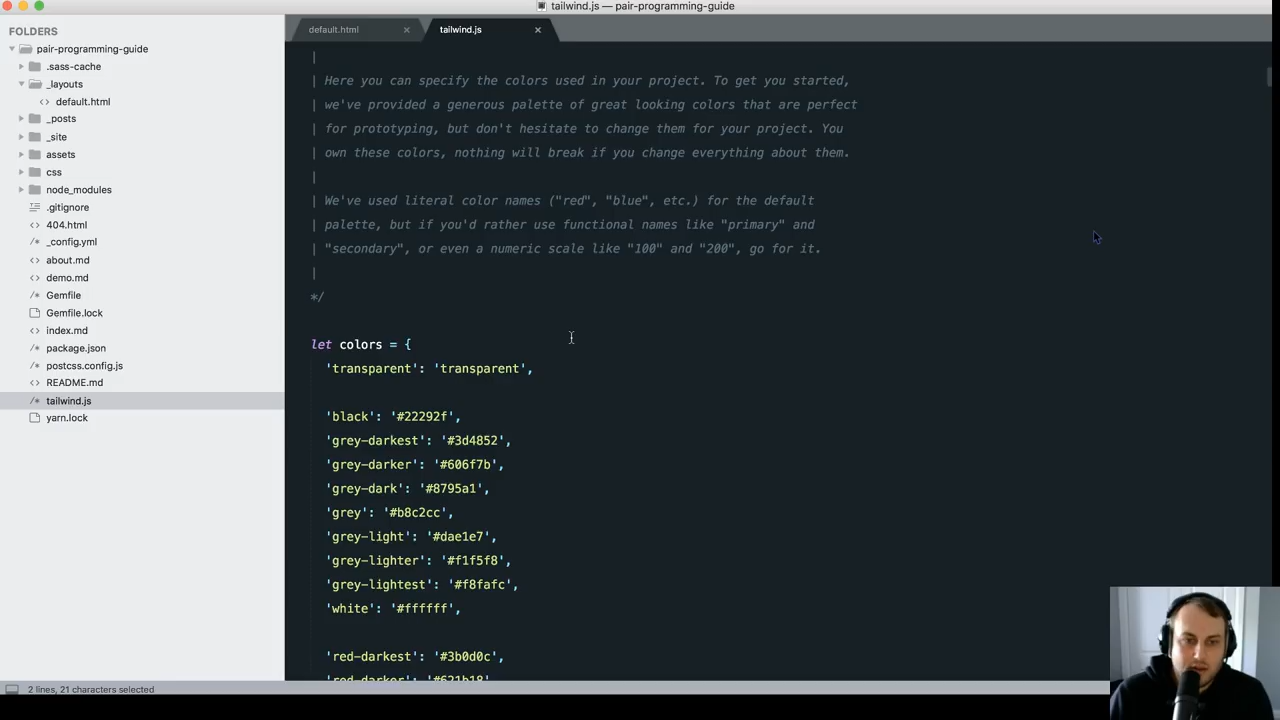 tailwind.js — pair-programming-guide
FOLDERS
pair-programming-guide
.sass-cache
_layouts
default.html
_posts
_site
assets
css
node_modules
.gitignore
404.html
_config.yml
about.md
demo.md
Gemfile
Gemfile.lock
index.md
package.json
postcss.config.js
README.md
tailwind.js
yarn.lock
default.html ×
tailwind.js ×
|
| Here you can specify the colors used in your project. To get you started,
| we've provided a generous palette of great looking colors that are perfect
| for prototyping, but don't hesitate to change them for your project. You
| own these colors, nothing will break if you change everything about them.
|
| We've used literal color names ("red", "blue", etc.) for the default
| palette, but if you'd rather use functional names like "primary" and
| "secondary", or even a numeric scale like "100" and "200", go for it.
|
*/
let colors = {
'transparent': 'transparent',
'black': '#22292f',
'grey-darkest': '#3d4852',
'grey-darker': '#606f7b',
'grey-dark': '#8795a1',
'grey': '#b8c2cc',
'grey-light': '#dae1e7',
'grey-lighter': '#f1f5f8',
'grey-lightest': '#f8fafc',
'white': '#ffffff',
'red-darkest': '#3b0d0c',
'red-darker': '#621b18',
2 lines, 21 characters selected